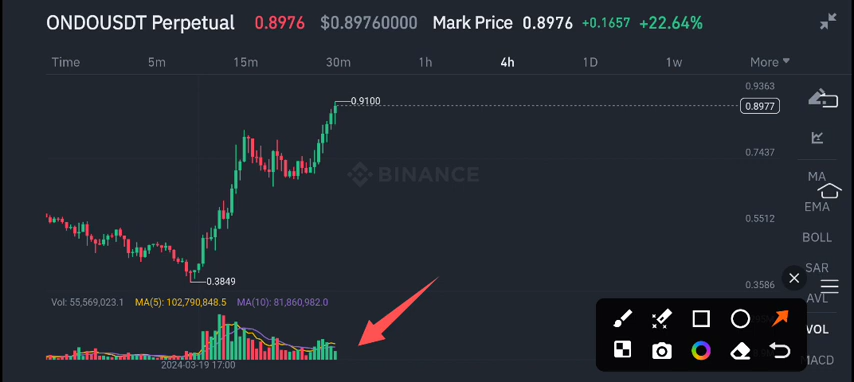 ONDOUSDT Perpetual 0.8976 $0.89760000 Mark Price 0.8976 +0.1657 +22.64%
Time 5m 15m 30m 1h 4h 1D 1w More
0.9363
0.9100
0.8977
0.7437
BINANCE
MA
EMA
0.5512
BOLL
SAR
0.3849
0.3586
AVL
Vol: 55,569,023.1 MA(5): 102,790,848.5 MA(10): 81,860,982.0
VOL
MACD
2024-03-19 17:00